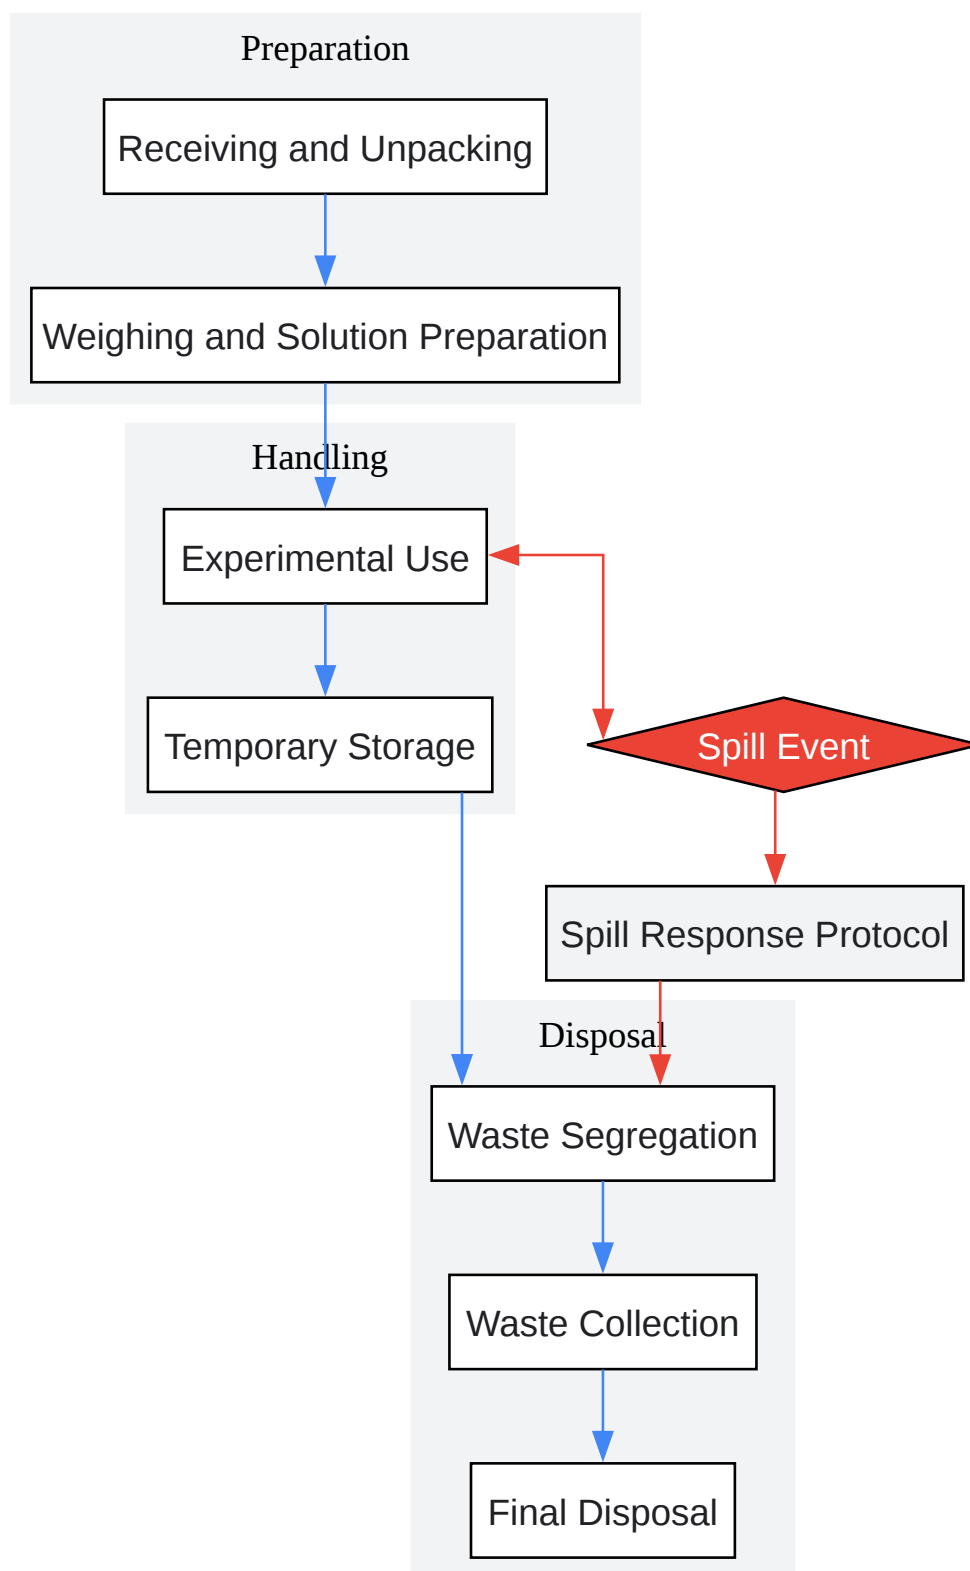 Preparation
Receiving and Unpacking
Weighing and Solution Preparation
Handling
Experimental Use
Temporary Storage
Spill Event
Spill Response Protocol
Disposal
Waste Segregation
Waste Collection
Final Disposal